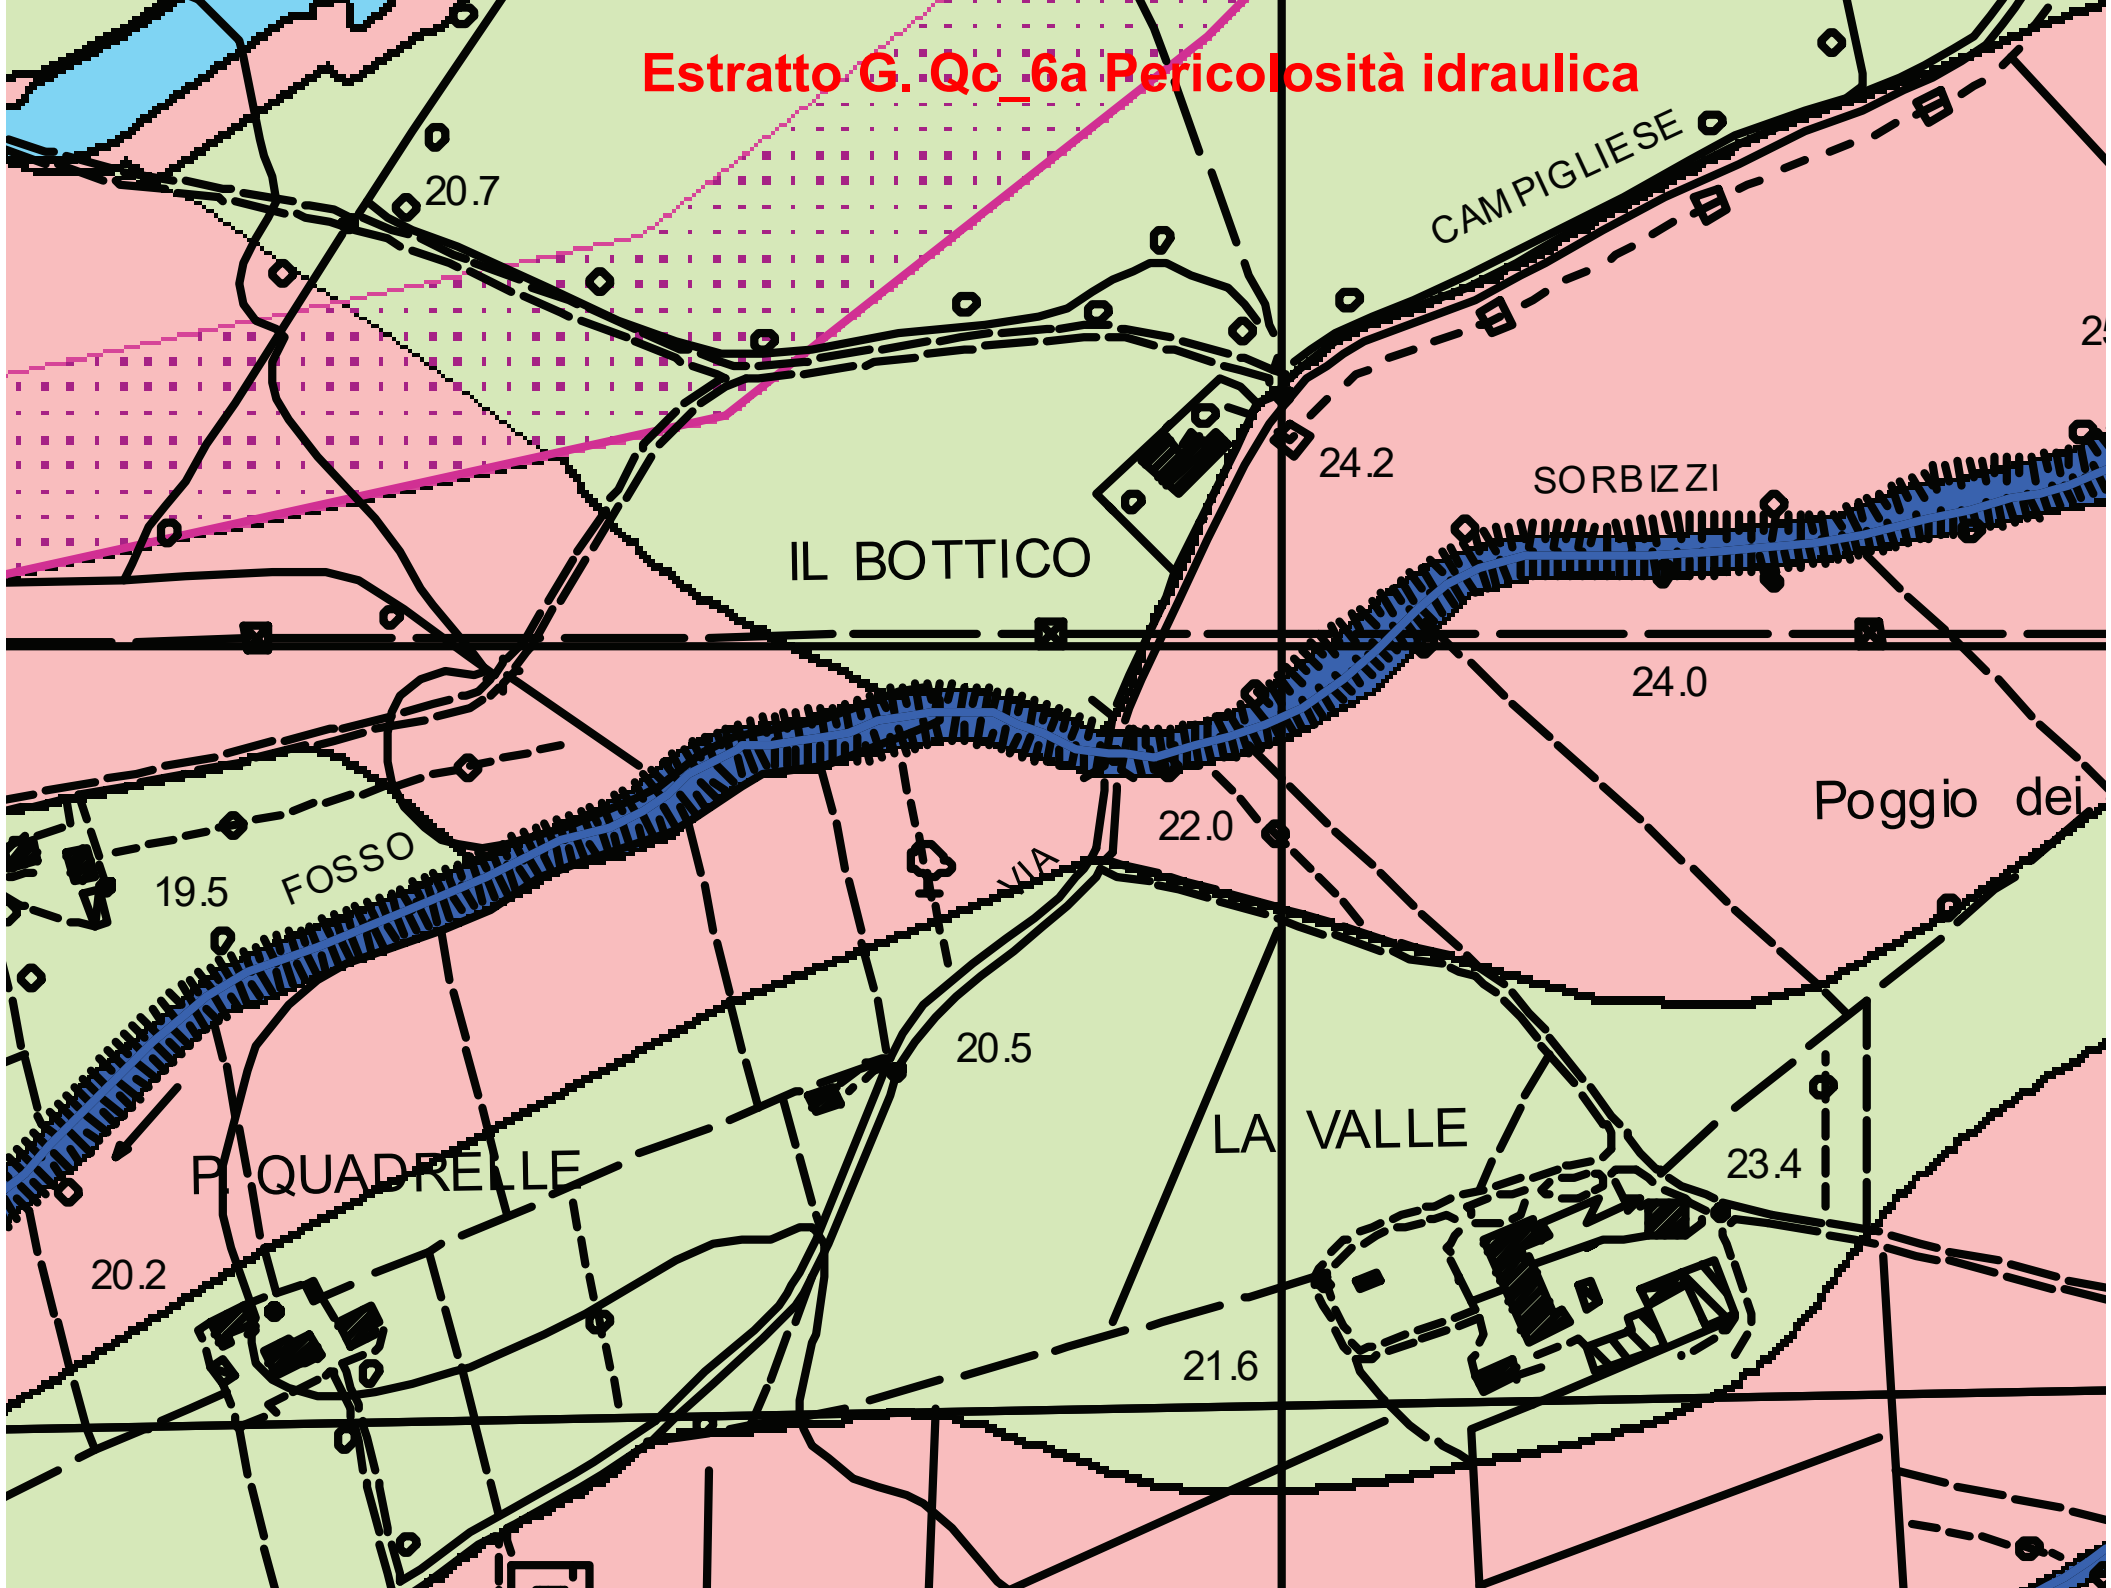 Estratto G. Qc_6a Pericolosità idraulica
CAMPIGLIESE
20.7
24.2
SORBIZZI
IL BOTTICO
24.0
Poggio dei
22.0
VIA
FOSSO
19.5
20.5
LA VALLE
23.4
P. QUADRELLE
20.2
21.6